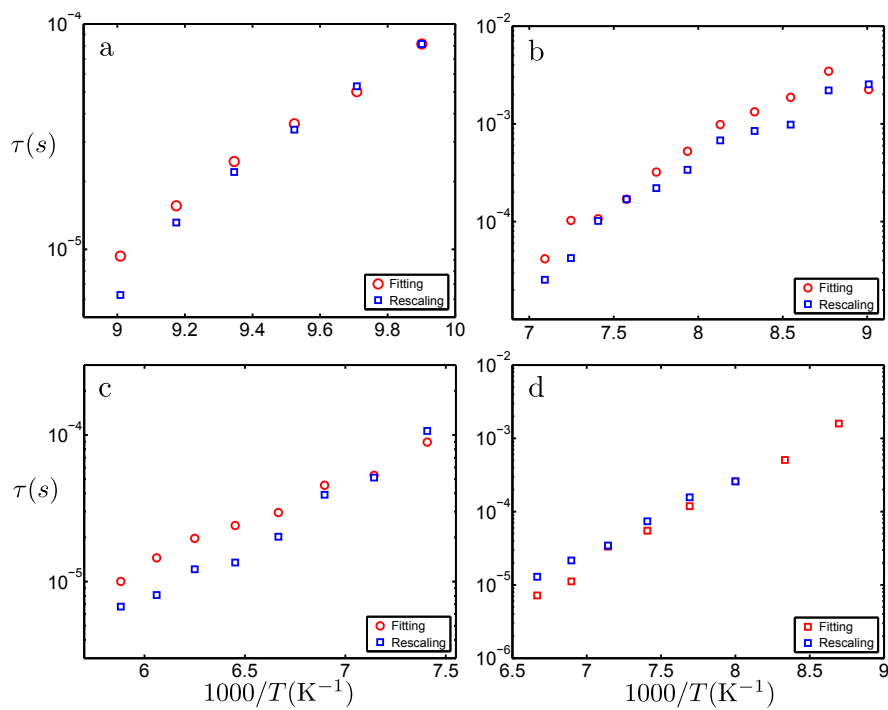 a
τ(s)
10⁻⁴
10⁻⁵
9 9.2 9.4 9.6 9.8 10
Fitting
Rescaling
b
10⁻²
10⁻³
10⁻⁴
7 7.5 8 8.5 9
Fitting
Rescaling
c
τ(s)
10⁻⁴
10⁻⁵
6 6.5 7 7.5
1000/T(K⁻¹)
Fitting
Rescaling
d
10⁻²
10⁻³
10⁻⁴
10⁻⁵
10⁻⁶
6.5 7 7.5 8 8.5 9
1000/T(K⁻¹)
Fitting
Rescaling